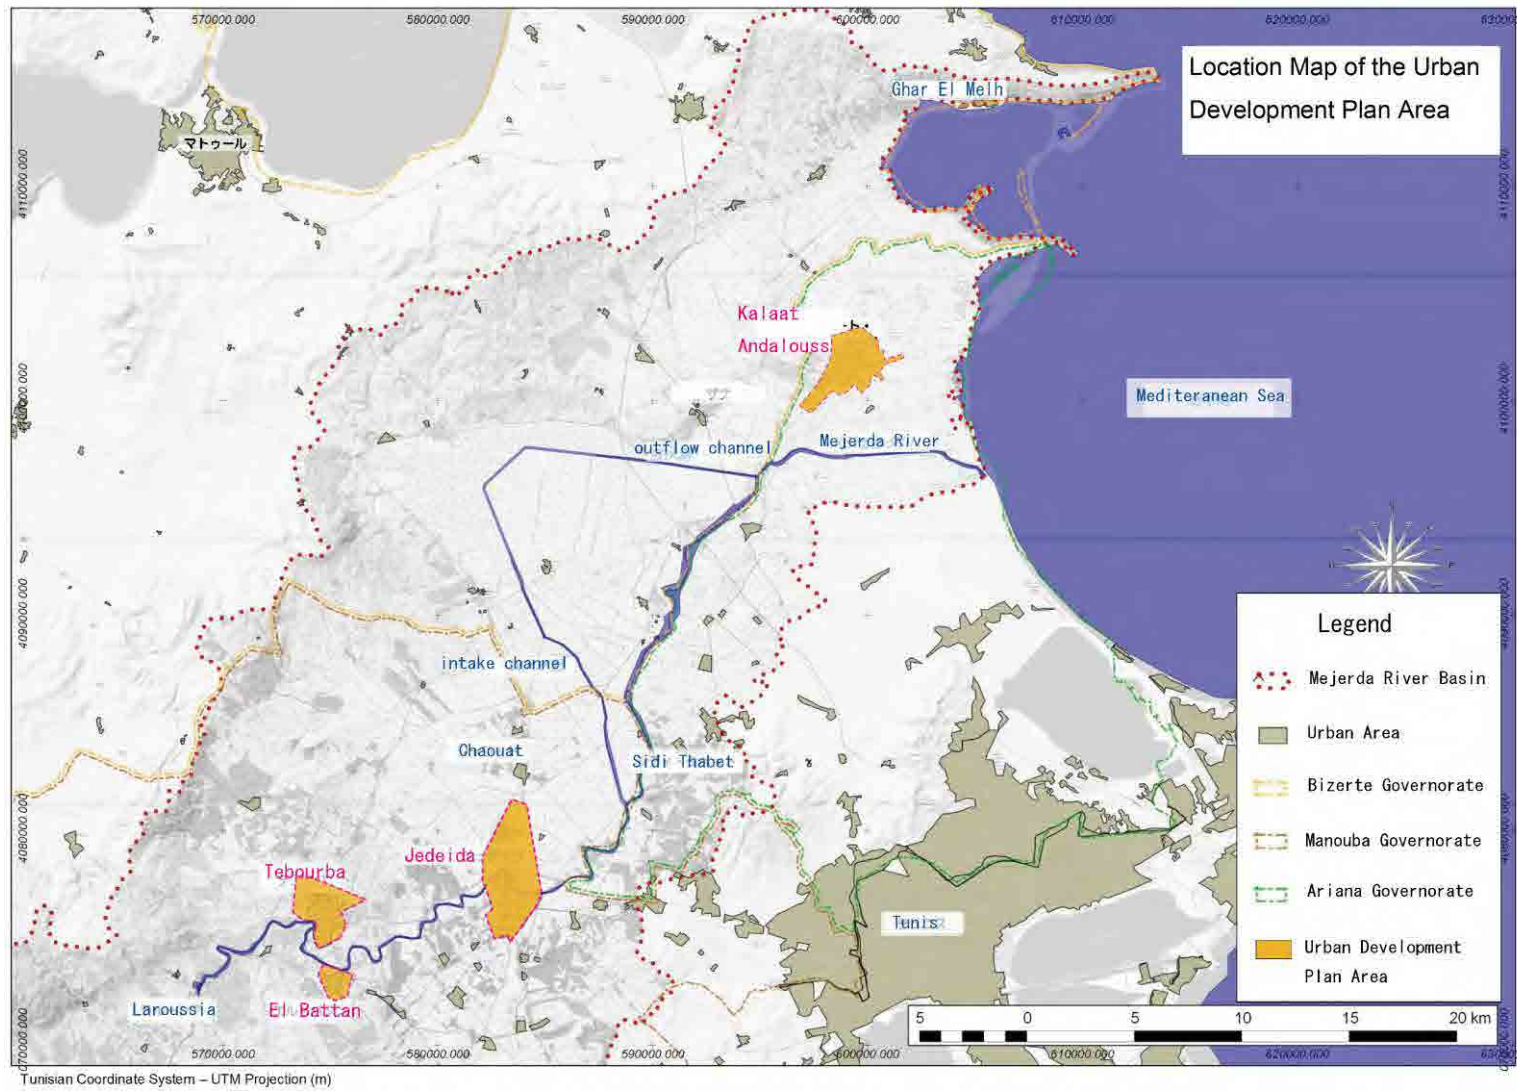 570000.000
580000.000
590000.000
600000.000
610000.000
620000.000
Location Map of the Urban
Development Plan Area
Ghar El Melh
マトゥール
4110000.000
4110000.000
Kalaat
Andalouss
Mediteranean Sea
4100000.000
outflow channel
Mejerda River
4090000.000
intake channel
Chaouat
Sidi Thabet
4080000.000
Jedeida
Tebourba
Tunis
Laroussia
El Battan
Legend
Mejerda River Basin
Urban Area
Bizerte Governorate
Manouba Governorate
Ariana Governorate
Urban Development
Plan Area
5 0 5 10 15 20 km
570000.000
580000.000
590000.000
600000.000
610000.000
620000.000
Tunisian Coordinate System – UTM Projection (m)